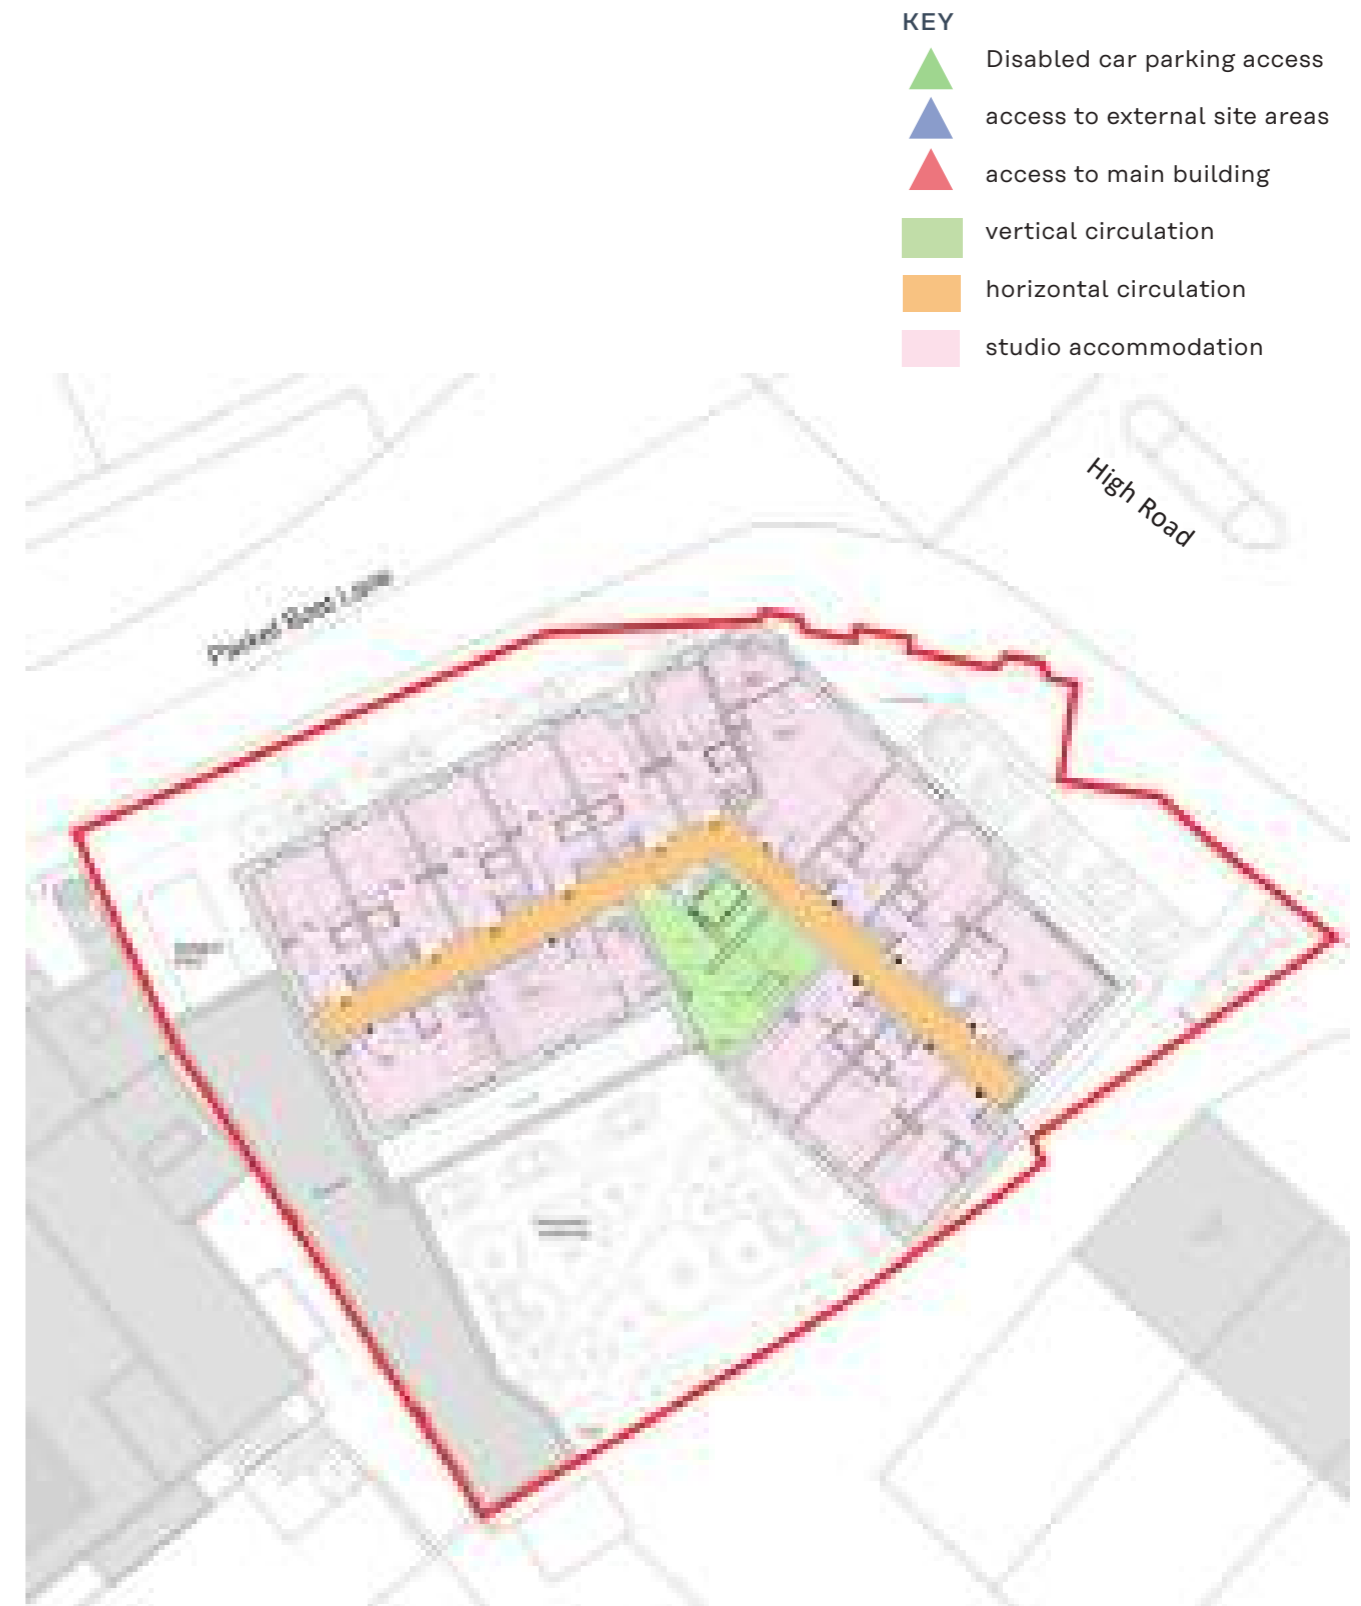 KEY
Disabled car parking access
access to external site areas
access to main building
vertical circulation
horizontal circulation
studio accommodation
High Road
Lane